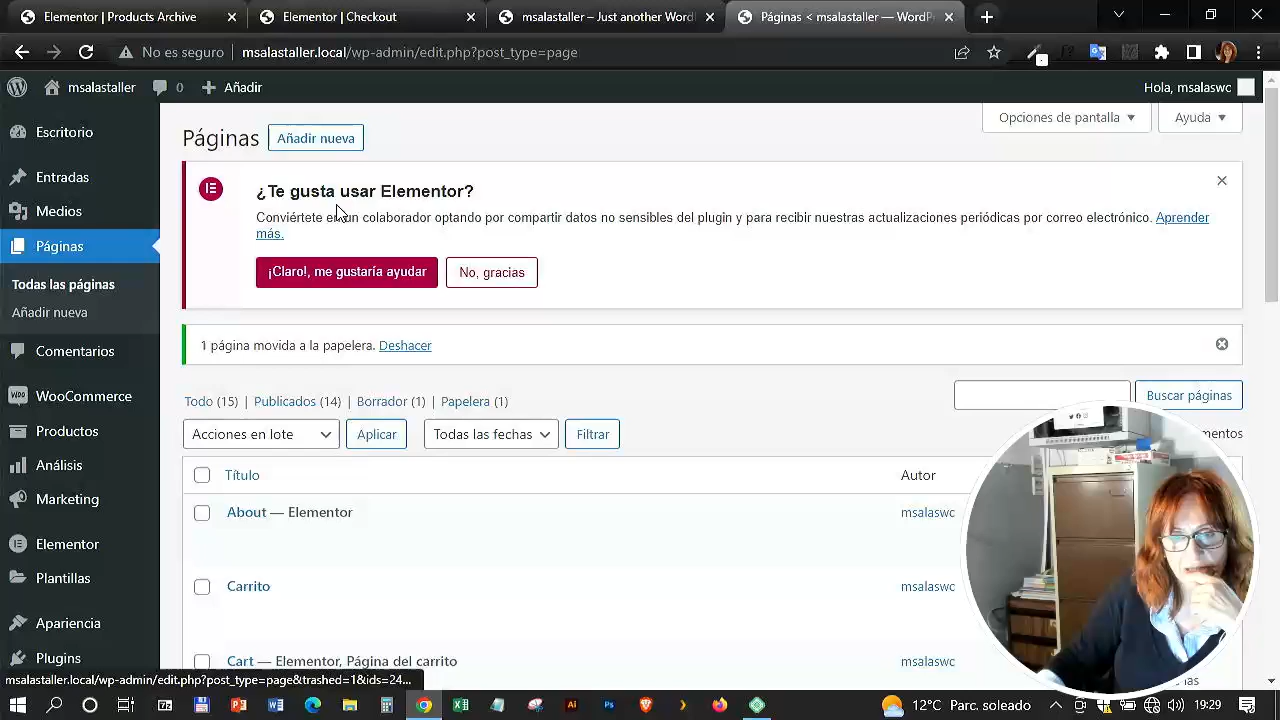 Elementor | Products Archive
Elementor | Checkout
msalastaller – Just another Word
Páginas < msalastaller — WordPr
No es seguro
msalastaller.local/wp-admin/edit.php?post_type=page
msalastaller
0
Añadir
Hola, msalaswc
Escritorio
Entradas
Medios
Páginas
Todas las páginas
Añadir nueva
Comentarios
WooCommerce
Productos
Análisis
Marketing
Elementor
Plantillas
Apariencia
Plugins
Páginas
Añadir nueva
Opciones de pantalla
Ayuda
¿Te gusta usar Elementor?
Conviértete en un colaborador optando por compartir datos no sensibles del plugin y para recibir nuestras actualizaciones periódicas por correo electrónico. Aprender
más.
¡Claro!, me gustaría ayudar
No, gracias
1 página movida a la papelera. Deshacer
Todo (15) | Publicados (14) | Borrador (1) | Papelera (1)
Buscar páginas
Acciones en lote
Aplicar
Todas las fechas
Filtrar
Título
Autor
About — Elementor
msalaswc
Carrito
msalaswc
Cart — Elementor, Página del carrito
msalaswc
msalastaller.local/wp-admin/edit.php?post_type=page&trashed=1&ids=24...
12°C Parc. soleado
19:29